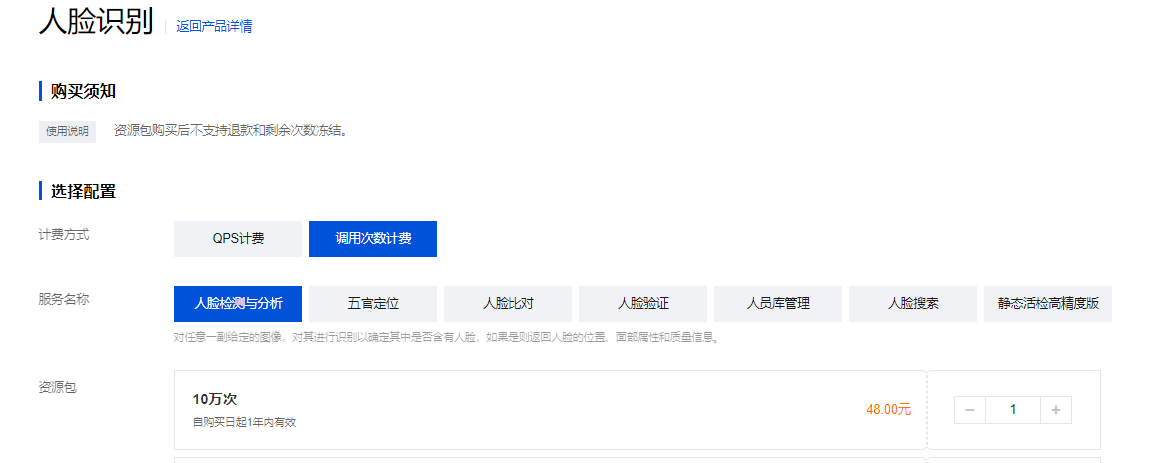 人脸识别 返回产品详情
购买须知
使用说明 资源包购买后不支持退款和剩余次数冻结。
选择配置
计费方式 QPS计费 调用次数计费
服务名称 人脸检测与分析 五官定位 人脸比对 人脸验证 人员库管理 人脸搜索 静态活检高精度版
对任意一副给定的图像，对其进行识别以确定其中是否含有人脸，如果是则返回人脸的位置、面部属性和质量信息。
资源包 10万次 48.00元 − 1 +
自购买日起1年内有效